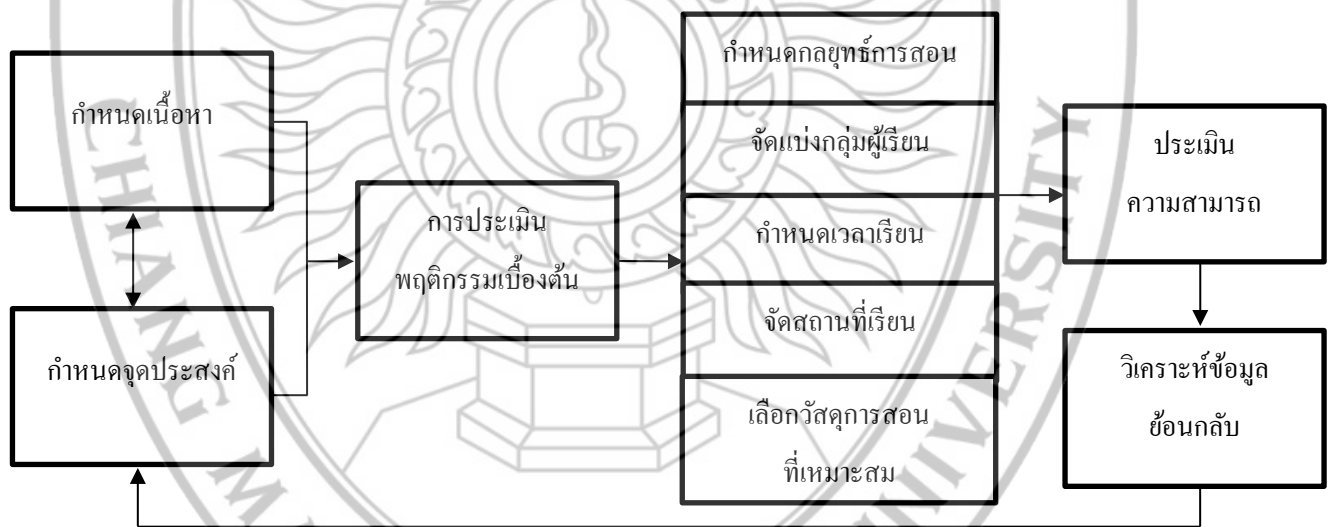 กำหนดเนื้อหา
กำหนดจุดประสงค์
การประเมิน
พฤติกรรมเบื้องต้น
กำหนดกลยุทธ์การสอน
จัดแบ่งกลุ่มผู้เรียน
กำหนดเวลาเรียน
จัดสถานที่เรียน
เลือกวัสดุการสอน
ที่เหมาะสม
ประเมิน
ความสามารถ
วิเคราะห์ข้อมูล
ย้อนกลับ
CHIANG
UNIVERSITY